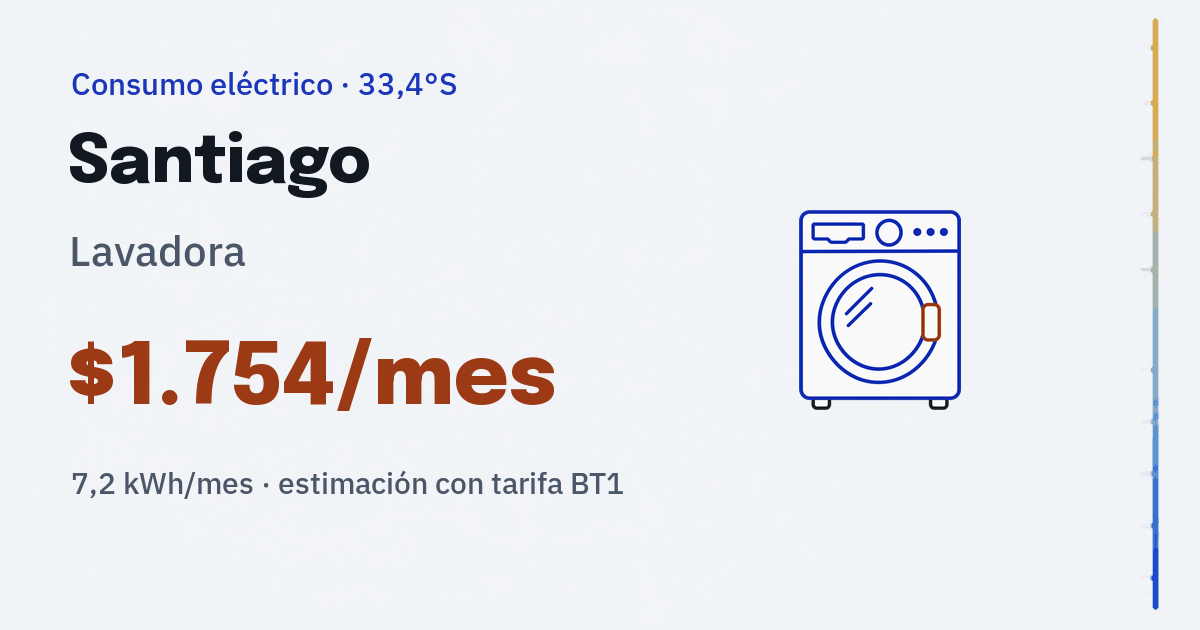 Consumo eléctrico · 33,4°S
Santiago
Lavadora
$1.754/mes
7,2 kWh/mes · estimación con tarifa BT1